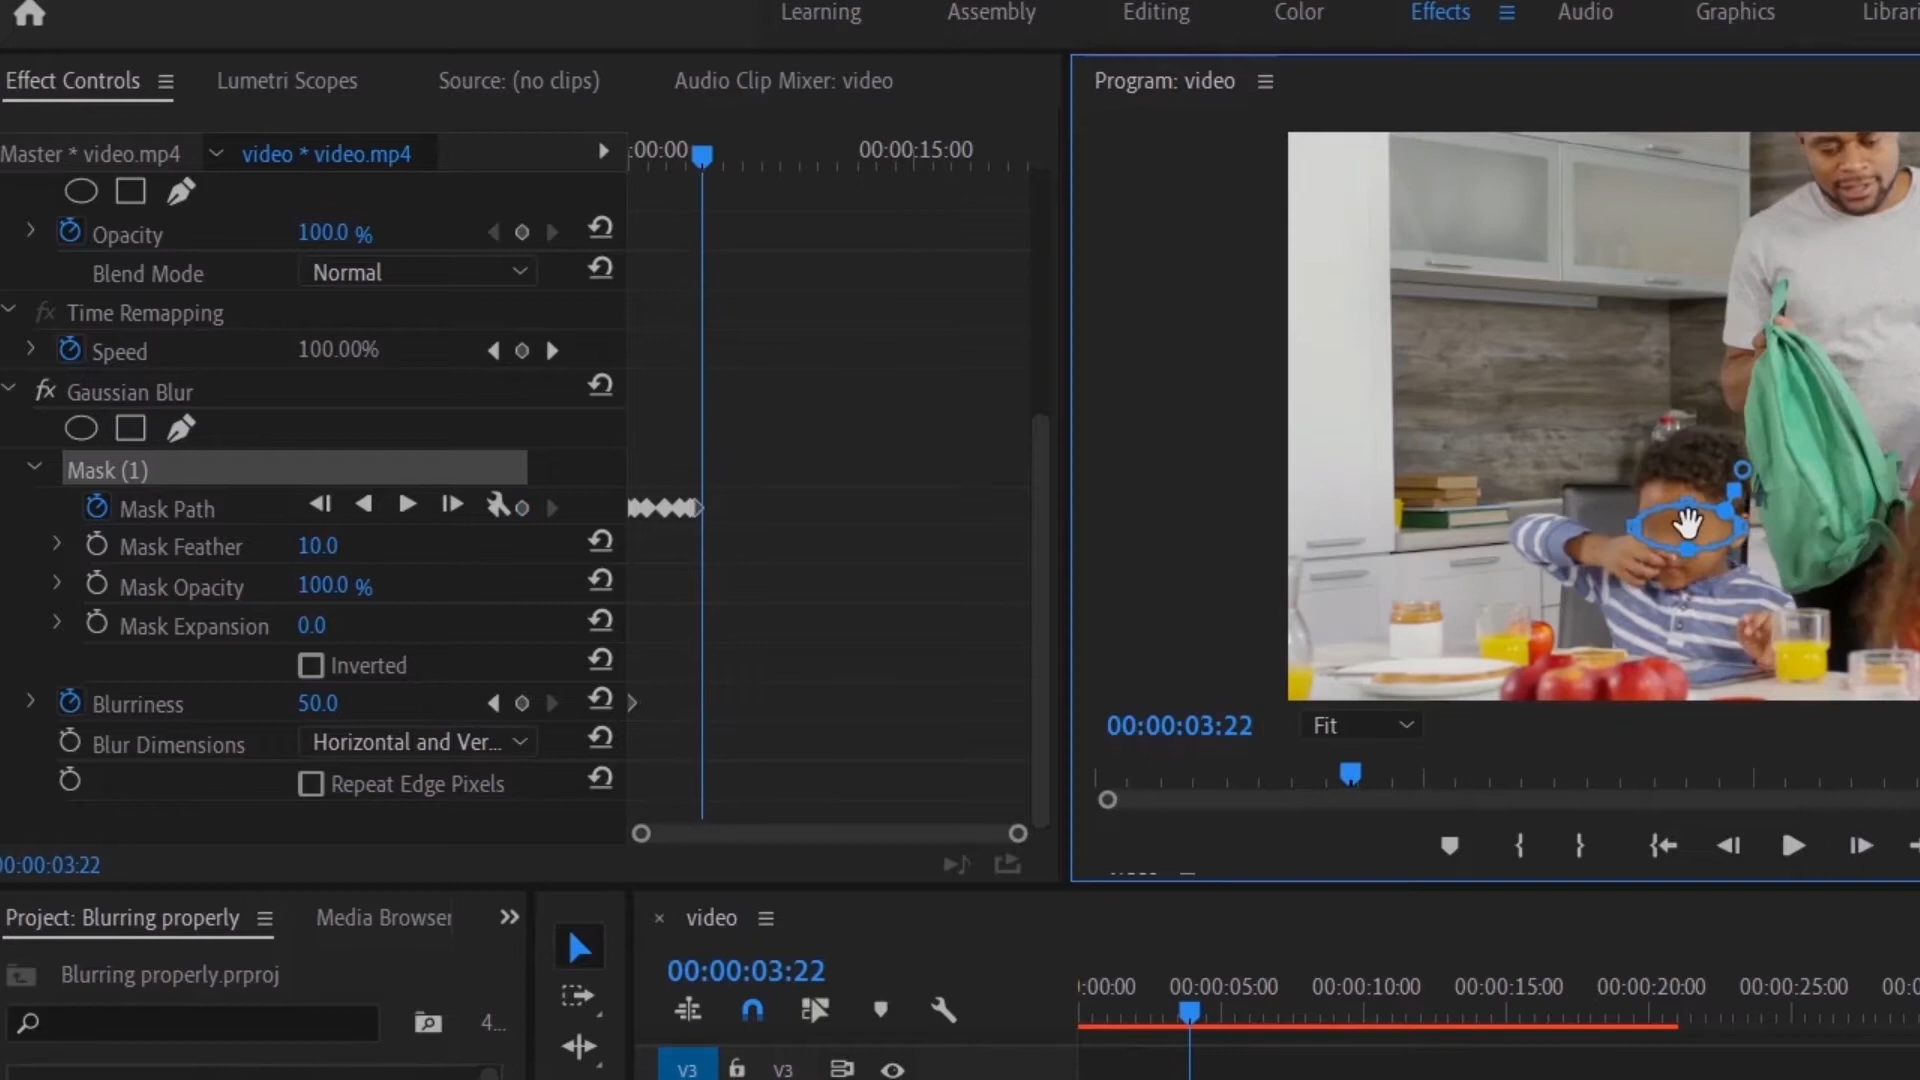 Learning Assembly Editing Color Effects Audio Graphics Librari
Effect Controls Lumetri Scopes Source: (no clips) Audio Clip Mixer: video
Program: video
Master * video.mp4 video * video.mp4
:00:00 00:00:15:00
Opacity 100.0 %
Blend Mode Normal
fx Time Remapping
Speed 100.00%
fx Gaussian Blur
Mask (1)
Mask Path
Mask Feather 10.0
Mask Opacity 100.0 %
Mask Expansion 0.0
Inverted
Blurriness 50.0
Blur Dimensions Horizontal and Ver...
Repeat Edge Pixels
00:00:03:22
00:00:03:22 Fit
Project: Blurring properly Media Browser
Blurring properly.prproj
4...
× video
00:00:03:22
:00:00 00:00:05:00 00:00:10:00 00:00:15:00 00:00:20:00 00:00:25:00 00:
V3 V3